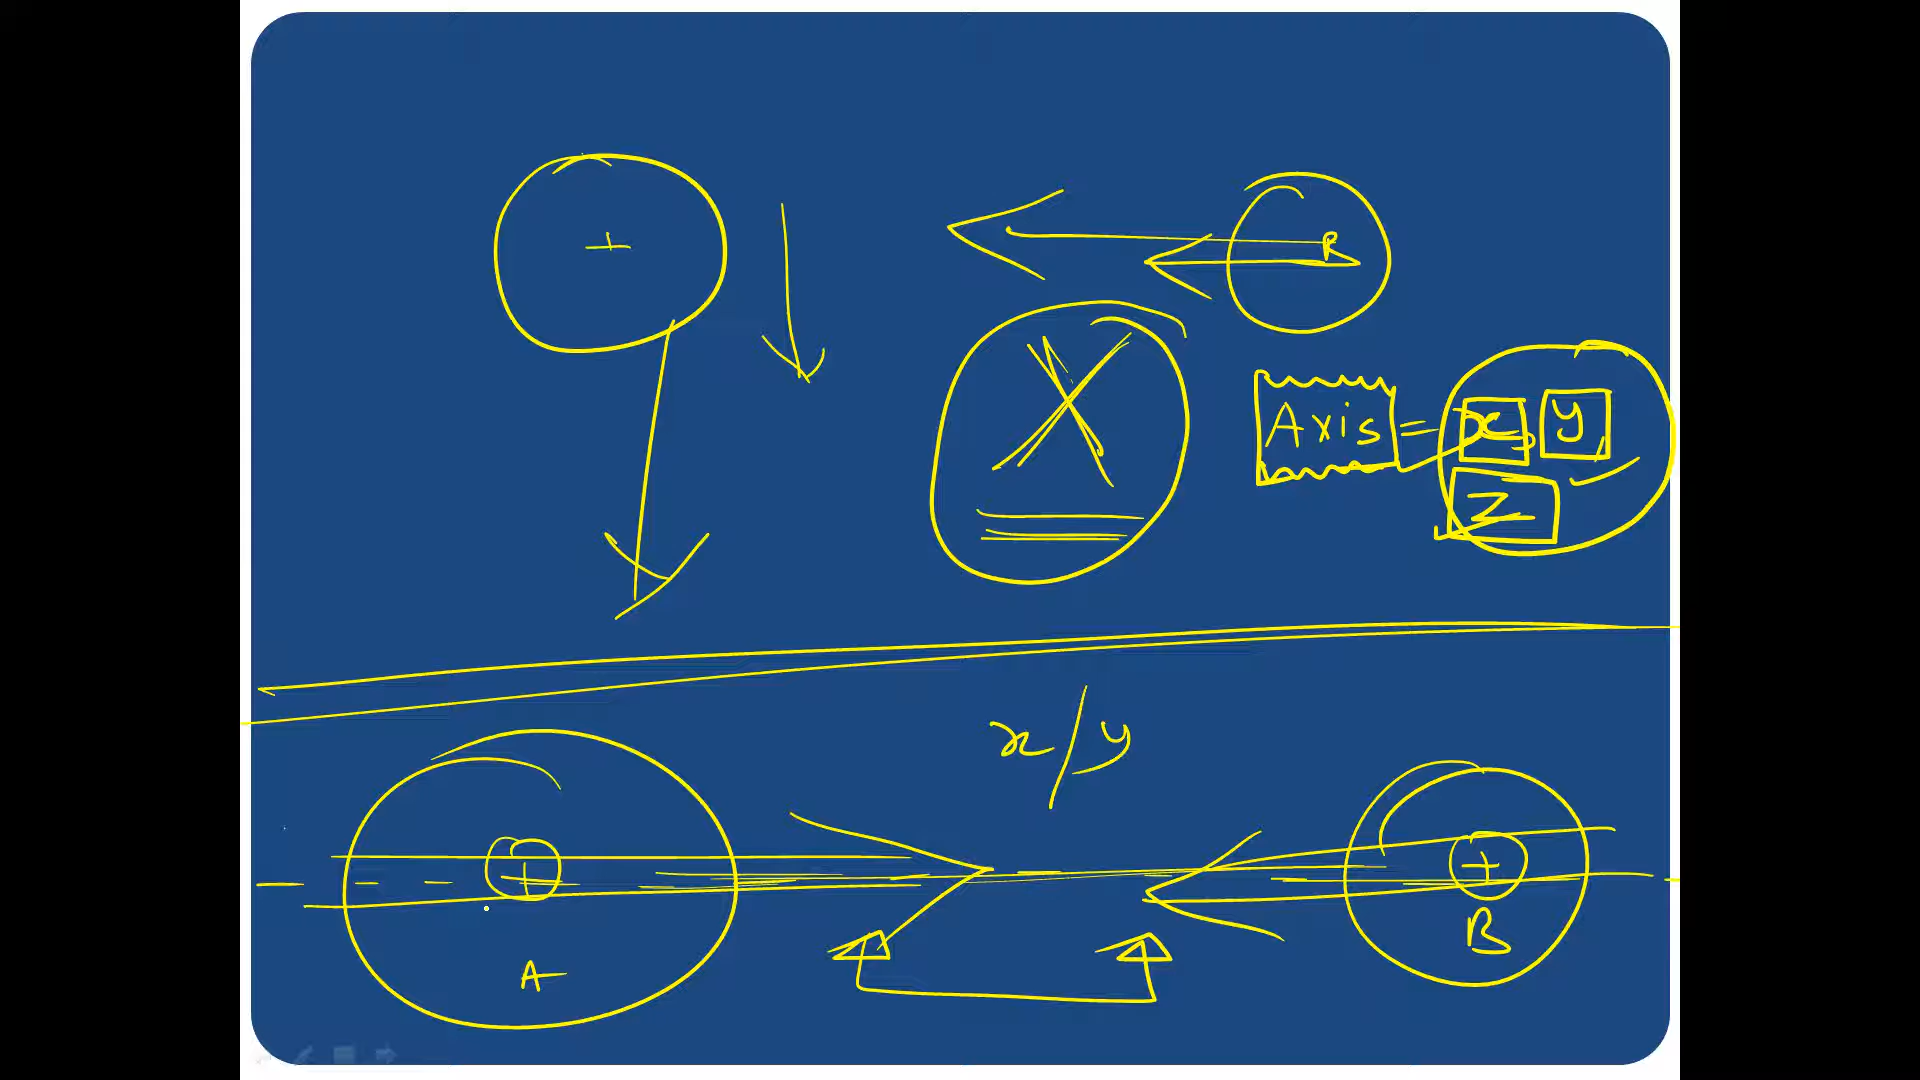 +
R
X
Axis = x, y
z
x/y
+
+
A
B